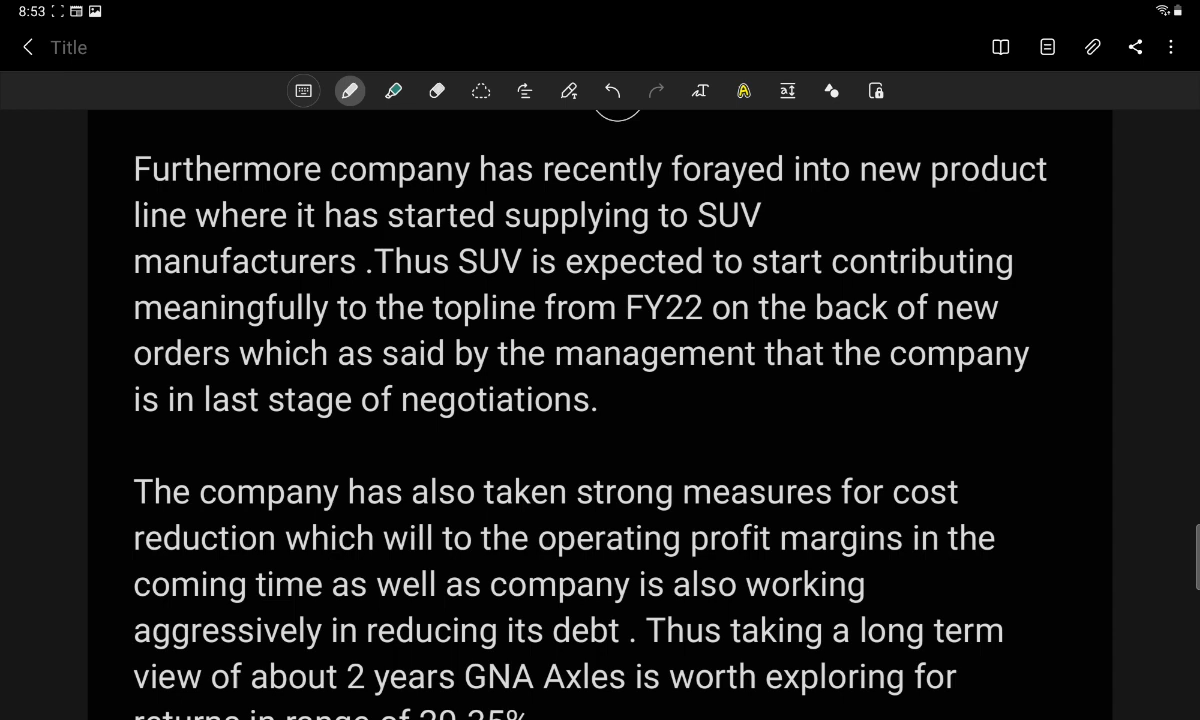 8:53
Title
Furthermore company has recently forayed into new product
line where it has started supplying to SUV
manufacturers .Thus SUV is expected to start contributing
meaningfully to the topline from FY22 on the back of new
orders which as said by the management that the company
is in last stage of negotiations.
The company has also taken strong measures for cost
reduction which will to the operating profit margins in the
coming time as well as company is also working
aggressively in reducing its debt . Thus taking a long term
view of about 2 years GNA Axles is worth exploring for
returns in range of